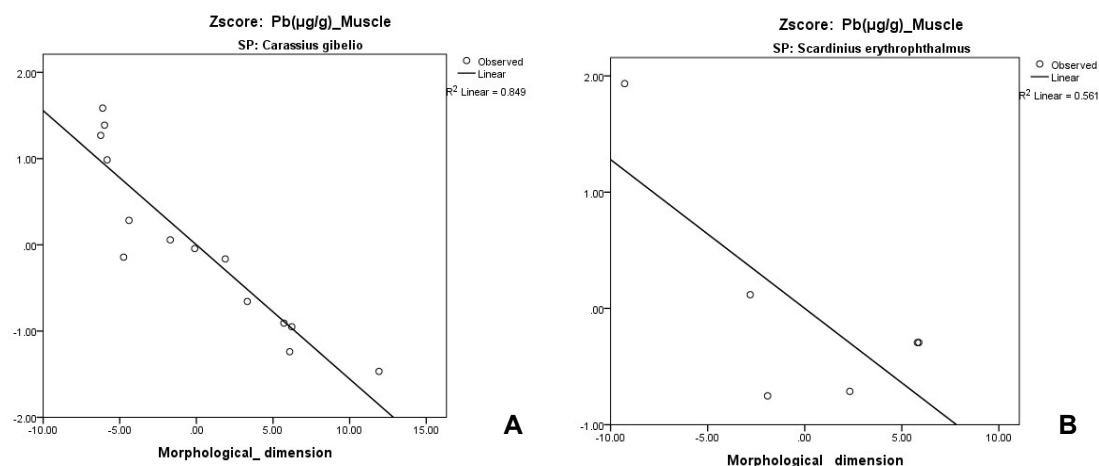 Zscore: Pb(µg/g)_Muscle
SP: Carassius gibelio
Observed
Linear
R2 Linear = 0.849
2.00
1.00
.00
-1.00
-2.00
-10.00 -5.00 .00 5.00 10.00 15.00
Morphological_ dimension
A
Zscore: Pb(µg/g)_Muscle
SP: Scardinius erythrophthalmus
Observed
Linear
R2 Linear = 0.561
2.00
1.00
.00
-1.00
-10.00 -5.00 .00 5.00 10.00
Morphological dimension
B